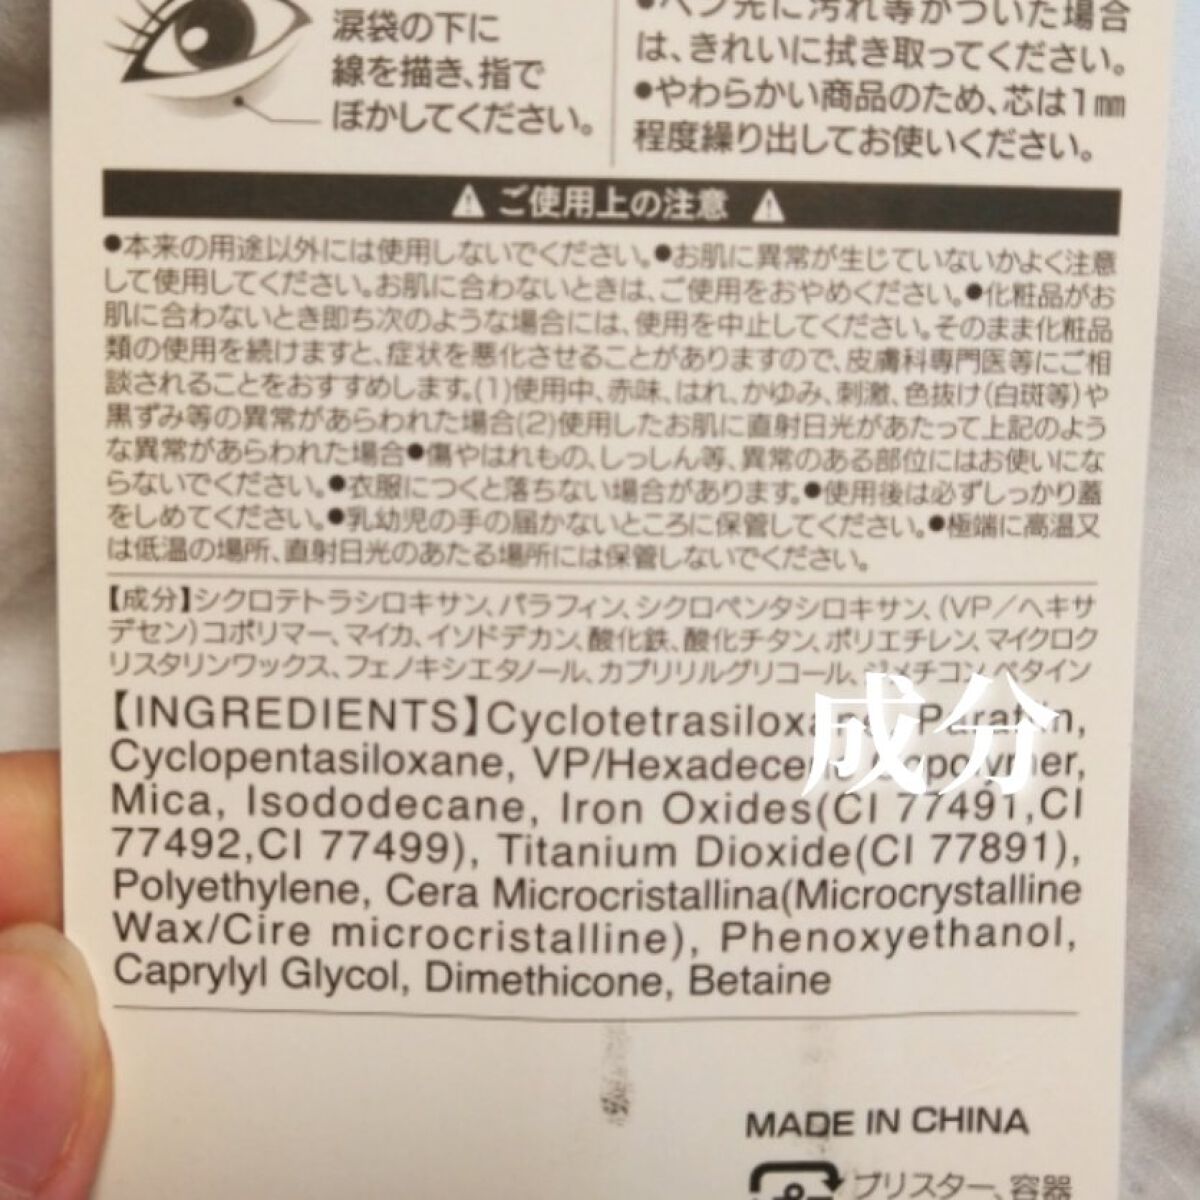 涙袋の下に
線を描き、指で
ぼかしてください。
●ペン先に汚れ等がついた場合
は、きれいに拭き取ってください。
●やわらかい商品のため、芯は1㎜
程度繰り出してお使いください。
⚠ ご使用上の注意 ⚠
●本来の用途以外には使用しないでください。●お肌に異常が生じていないかよく注意
して使用してください。お肌に合わないときは、ご使用をおやめください。●化粧品がお
肌に合わないとき即ち次のような場合には、使用を中止してください。そのまま化粧品
類の使用を続けますと、症状を悪化させることがありますので、皮膚科専門医等にご相
談されることをおすすめします。(1)使用中、赤味、はれ、かゆみ、刺激、色抜け(白斑等)や
黒ずみ等の異常があらわれた場合(2)使用したお肌に直射日光があたって上記のよう
な異常があらわれた場合●傷やはれもの、しっしん等、異常のある部位にはお使いにな
らないでください。●衣服につくと落ちない場合があります。●使用後は必ずしっかり蓋
をしめてください。●乳幼児の手の届かないところに保管してください。●極端に高温又
は低温の場所、直射日光のあたる場所には保管しないでください。
【成分】シクロテトラシロキサン、パラフィン、シクロペンタシロキサン、(VP／ヘキサ
デセン)コポリマー、マイカ、イソドデカン、酸化鉄、酸化チタン、ポリエチレン、マイクロク
リスタリンワックス、フェノキシエタノール、カプリリルグリコール、ジメチコン、ベタイン
成分
【INGREDIENTS】Cyclotetrasiloxane, Paraffin,
Cyclopentasiloxane, VP/Hexadecene Copolymer,
Mica, Isododecane, Iron Oxides(CI 77491,CI
77492,CI 77499), Titanium Dioxide(CI 77891),
Polyethylene, Cera Microcristallina(Microcrystalline
Wax/Cire microcristalline), Phenoxyethanol,
Caprylyl Glycol, Dimethicone, Betaine
MADE IN CHINA
ブリスター、容器